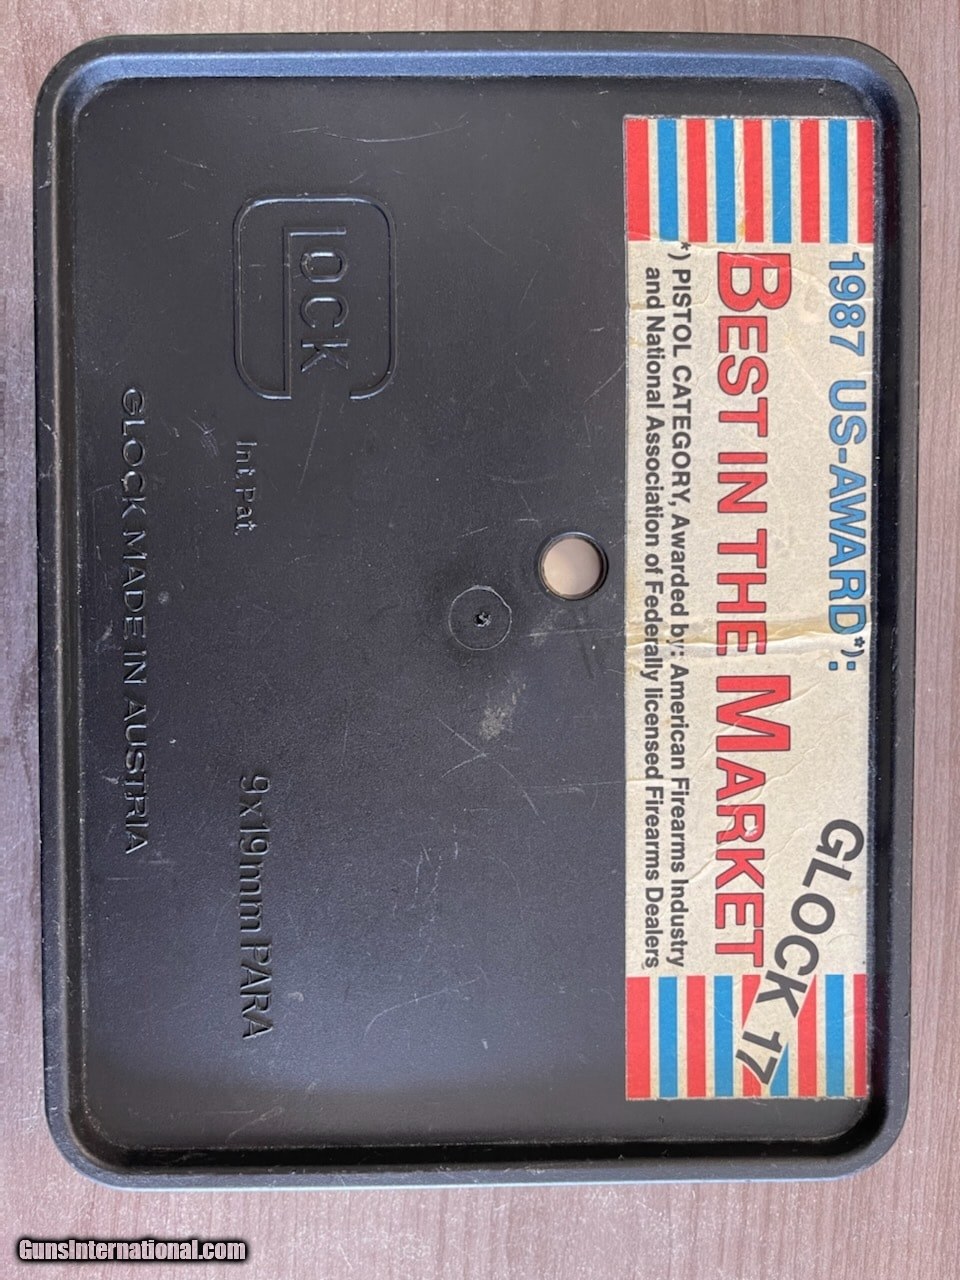 1987 US-AWARD*):
GLOCK 17
BEST IN THE MARKET
*) PISTOL CATEGORY, Awarded by: American Firearms Industry
and National Association of Federally licensed Firearms Dealers
GLOCK
Int. Pat.
9x19mm PARA
GLOCK MADE IN AUSTRIA
GunsInternational.com